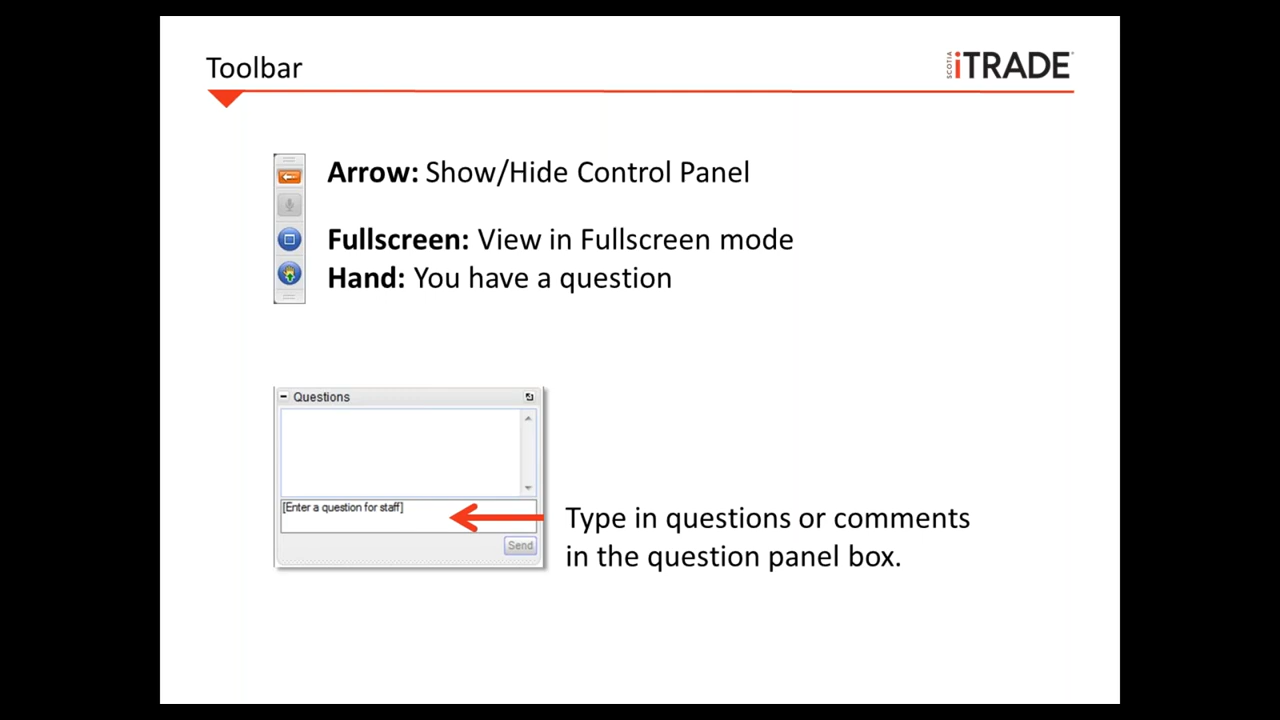 Toolbar
SCOTIA iTRADE
Arrow: Show/Hide Control Panel
Fullscreen: View in Fullscreen mode
Hand: You have a question
Questions
[Enter a question for staff]
Send
Type in questions or comments
in the question panel box.